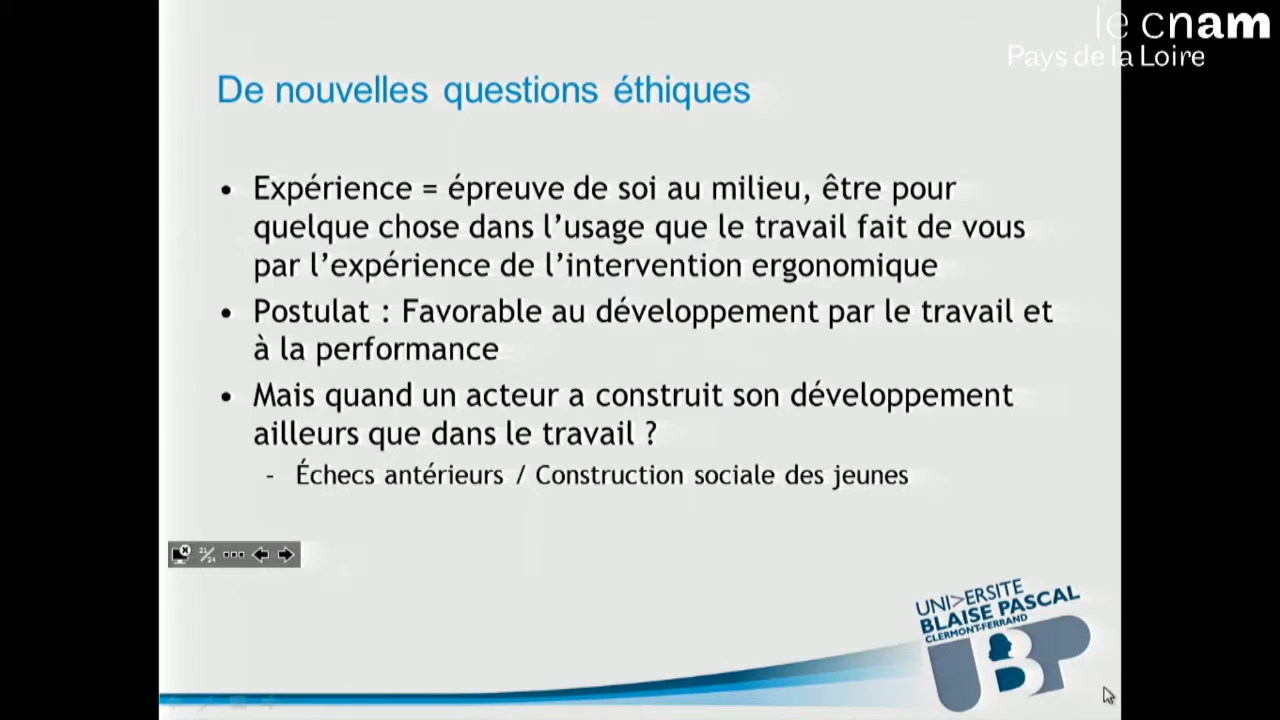 le cnam
Pays de la Loire
De nouvelles questions éthiques
• Expérience = épreuve de soi au milieu, être pour
quelque chose dans l’usage que le travail fait de vous
par l’expérience de l’intervention ergonomique
• Postulat : Favorable au développement par le travail et
à la performance
• Mais quand un acteur a construit son développement
ailleurs que dans le travail ?
- Échecs antérieurs / Construction sociale des jeunes
21/24
UNI>ERSITE
BLAISE PASCAL
CLERMONT-FERRAND
UBP